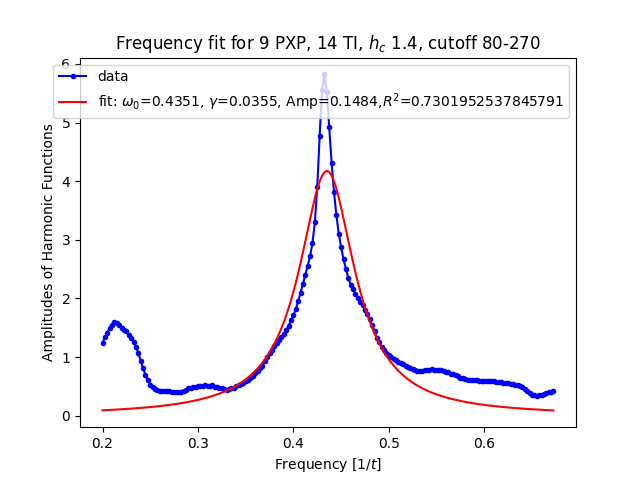 Frequency fit for 9 PXP, 14 TI, $h_c$ 1.4, cutoff 80-270
data
fit: $\omega_0$=0.4351, $\gamma$=0.0355, Amp=0.1484,$R^2$=0.7301952537845791
Amplitudes of Harmonic Functions
6
5
4
3
2
1
0
0.2 0.3 0.4 0.5 0.6
Frequency [1/$t$]